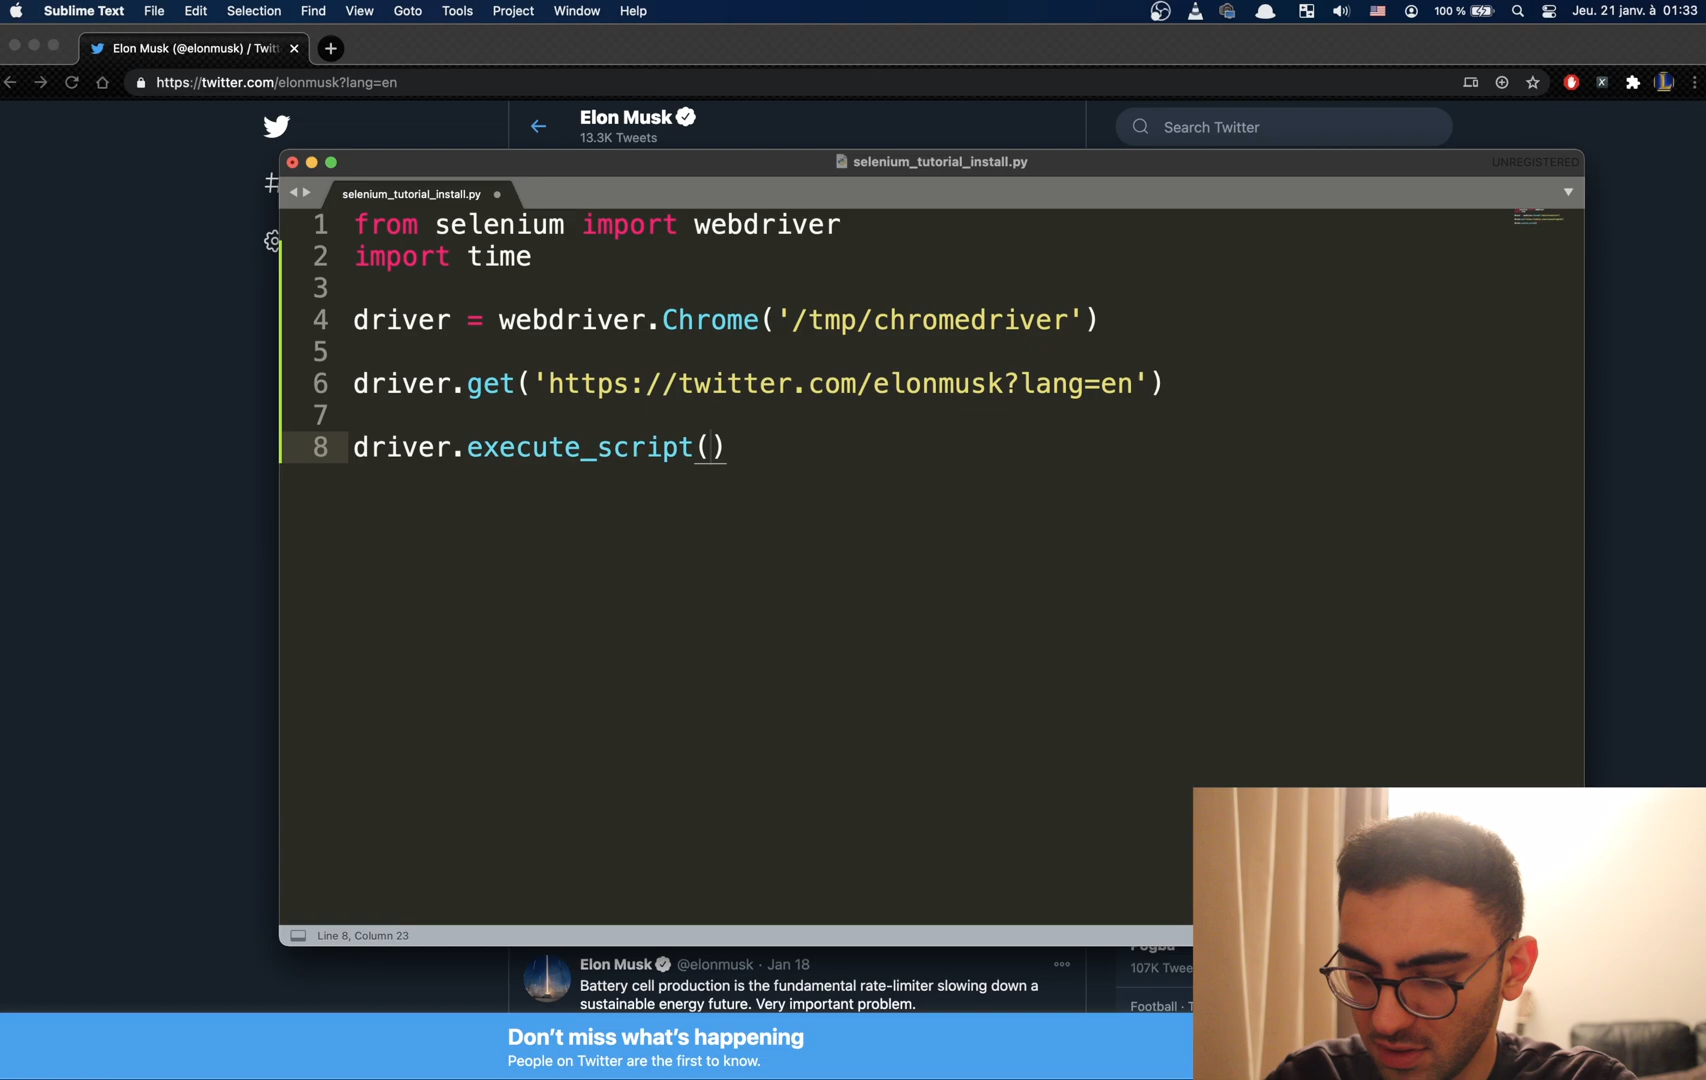 Sublime Text File Edit Selection Find View Goto Tools Project Window Help 100 % Jeu. 21 janv. à 01:33
Elon Musk (@elonmusk) / Twitt
https://twitter.com/elonmusk?lang=en
Elon Musk
13.3K Tweets
Search Twitter
selenium_tutorial_install.py
UNREGISTERED
selenium_tutorial_install.py
1 from selenium import webdriver
2 import time
3
4 driver = webdriver.Chrome('/tmp/chromedriver')
5
6 driver.get('https://twitter.com/elonmusk?lang=en')
7
8 driver.execute_script()
Line 8, Column 23
Elon Musk @elonmusk · Jan 18
Battery cell production is the fundamental rate-limiter slowing down a
sustainable energy future. Very important problem.
Pogba
107K Twee
Football · T
Don't miss what's happening
People on Twitter are the first to know.